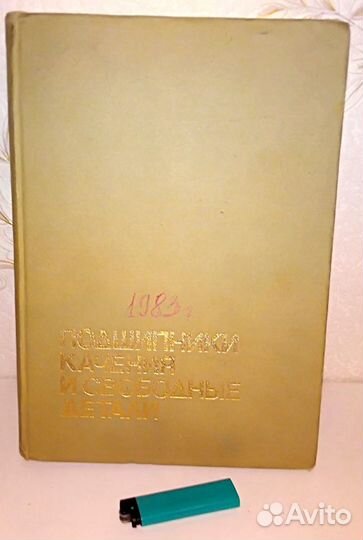 1983г
ПОДШИПНИКИ
КАЧЕНИЯ
И СВОБОДНЫЕ
ДЕТАЛИ
Avito